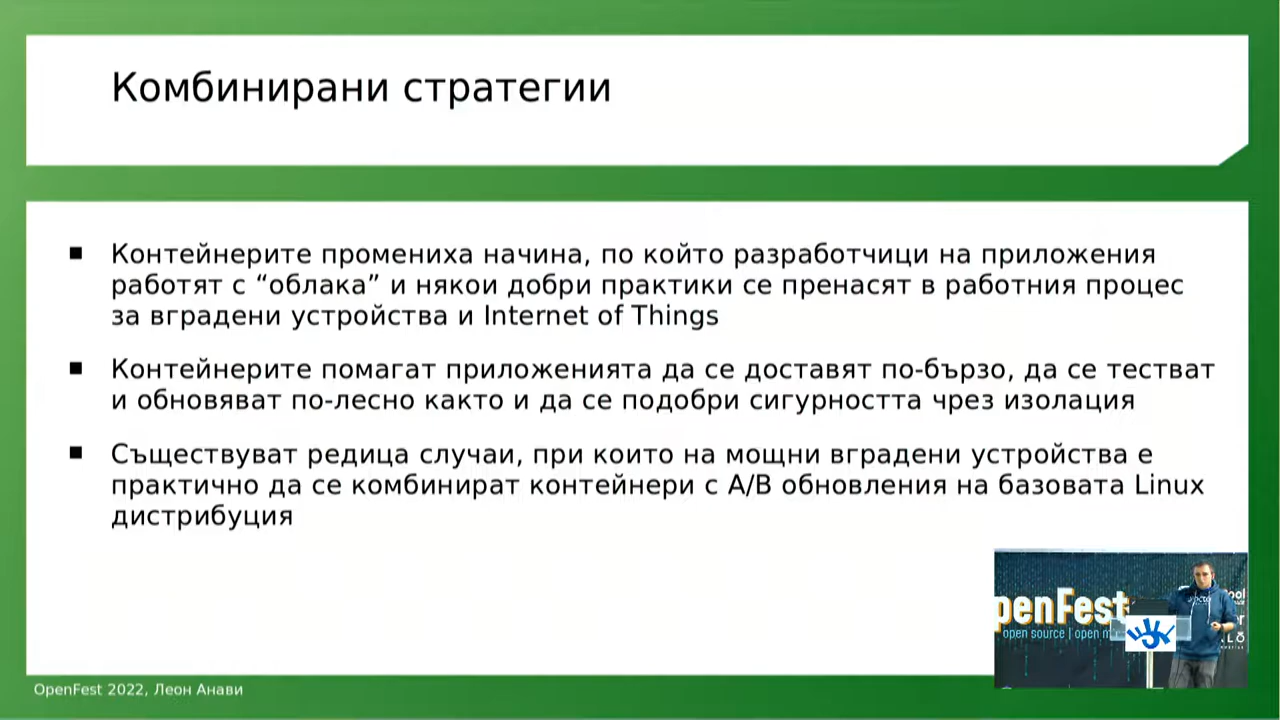 Комбинирани стратегии
Контейнерите промениха начина, по който разработчици на приложения
работят с “облака” и някои добри практики се пренасят в работния процес
за вградени устройства и Internet of Things
Контейнерите помагат приложенията да се доставят по-бързо, да се тестват
и обновяват по-лесно както и да се подобри сигурността чрез изолация
Съществуват редица случаи, при които на мощни вградени устройства е
практично да се комбинират контейнери с A/B обновления на базовата Linux
дистрибуция
penFest
open source | open m
OpenFest 2022, Леон Анави